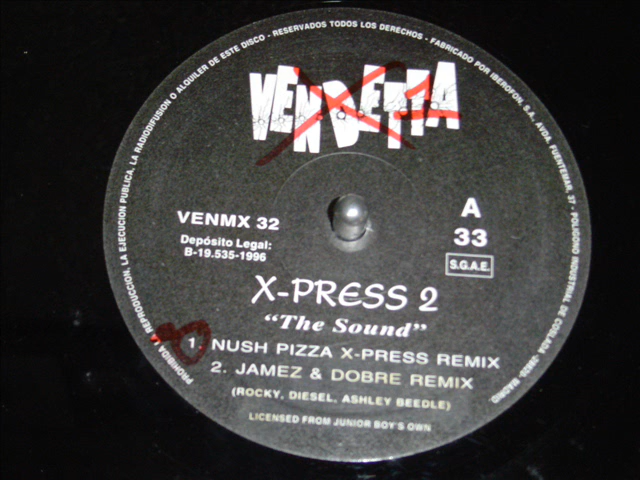 PROHIBIDA LA REPRODUCCION, LA EJECUCION PUBLICA, LA RADIODIFUSION O ALQUILER DE ESTE DISCO - RESERVADOS TODOS LOS DERECHOS - FABRICADO POR IBEROFON, S.A., AVDA. FUENTEMAR, 37 - POLIGONO INDUSTRIAL DE COSLADA -28820 MADRID
VENDETTA
VENMX 32
Depósito Legal:
B-19.535-1996
A
33
S.G.A.E.
X-PRESS 2
"The Sound"
1. NUSH PIZZA X-PRESS REMIX
2. JAMEZ & DOBRE REMIX
(ROCKY, DIESEL, ASHLEY BEEDLE)
LICENSED FROM JUNIOR BOY'S OWN